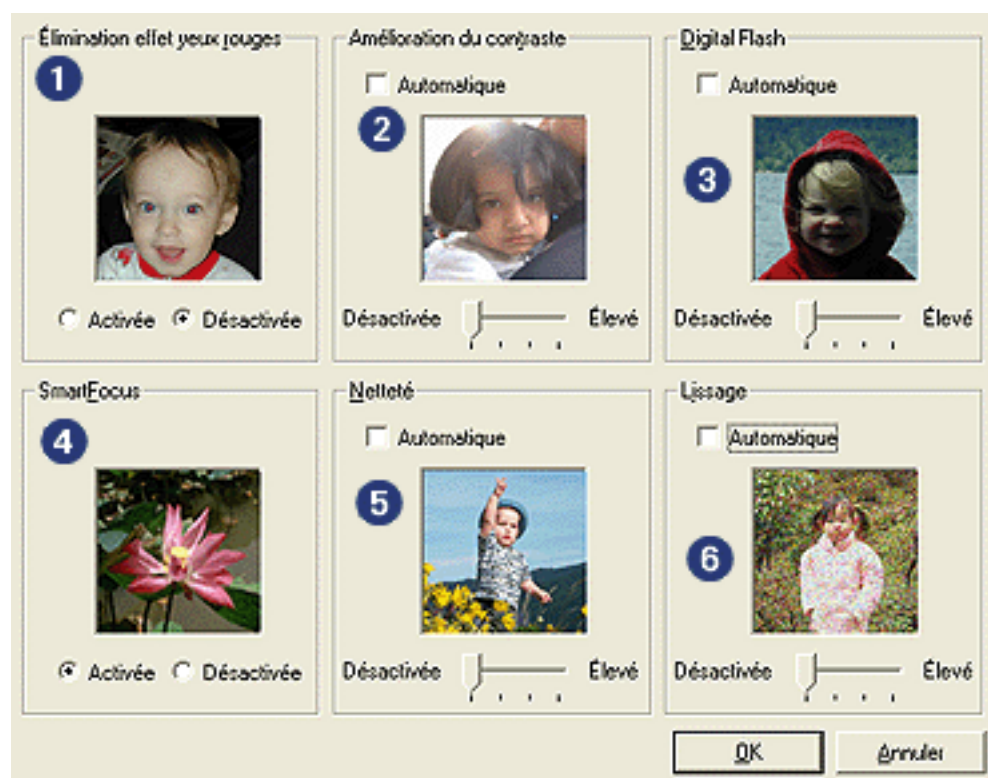 Élimination effet yeux rouges
1
Activée Désactivée
Amélioration du contraste
Automatique
2
Désactivée Élevé
Digital Flash
Automatique
3
Désactivée Élevé
SmartFocus
4
Activée Désactivée
Netteté
Automatique
5
Désactivée Élevé
Lissage
Automatique
6
Désactivée Élevé
OK Annuler